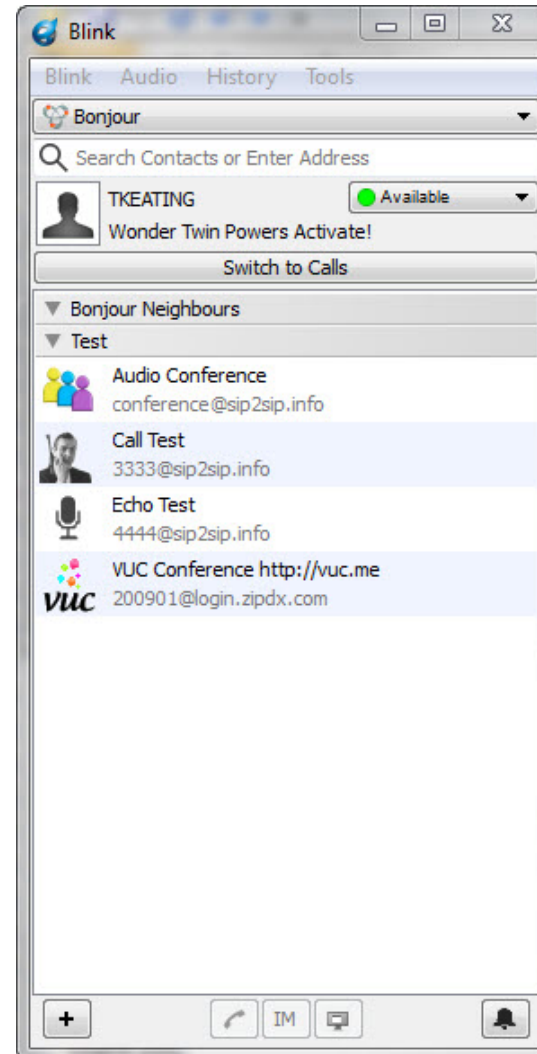 Blink
Blink Audio History Tools
Bonjour
Search Contacts or Enter Address
TKEATING
Available
Wonder Twin Powers Activate!
Switch to Calls
Bonjour Neighbours
Test
Audio Conference
conference@sip2sip.info
Call Test
3333@sip2sip.info
Echo Test
4444@sip2sip.info
VUC Conference http://vuc.me
vuc
200901@login.zipdx.com
+
IM